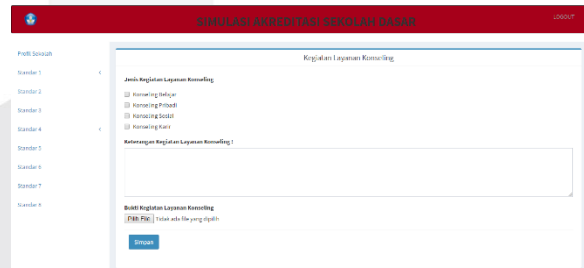 SIMULASI AKREDITASI SEKOLAH DASAR
LOGOUT
Profil Sekolah
Standar 1
Standar 2
Standar 3
Standar 4
Standar 5
Standar 6
Standar 7
Standar 8
Kegiatan Layanan Konseling
Jenis Kegiatan Layanan Konseling
Konseling Belajar
Konseling Pribadi
Konseling Sosial
Konseling Karir
Keterangan Kegiatan Layanan Konseling :
Bukti Kegiatan Layanan Konseling
Pilih File Tidak ada file yang dipilih
Simpan